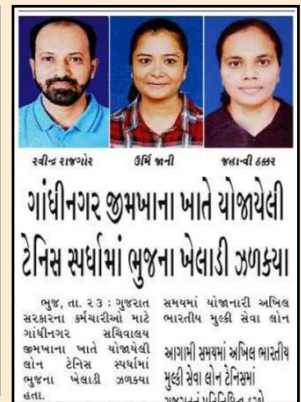 રવીન્દ્ર રાજગોર
ઉર્મિ જાની
જહાન્વી ઠક્કર
ગાંધીનગર જીમખાના ખાતે યોજાયેલી
ટેનિસ સ્પર્ધામાં ભુજના ખેલાડી ઝળક્યા
ભુજ, તા. ૨૩ : ગુજરાત
સરકારના કર્મચારીઓ માટે
ગાંધીનગર સચિવાલય
જીમખાના ખાતે યોજાયેલી
લોન ટેનિસ સ્પર્ધામાં
ભુજના ખેલાડી ઝળક્યા
હતા.
સમયમાં યોજાનારી અખિલ
ભારતીય મુલ્કી સેવા લોન
આગામી સમયમાં અખિલ ભારતીય
મુલ્કી સેવા લોન ટેનિસમાં